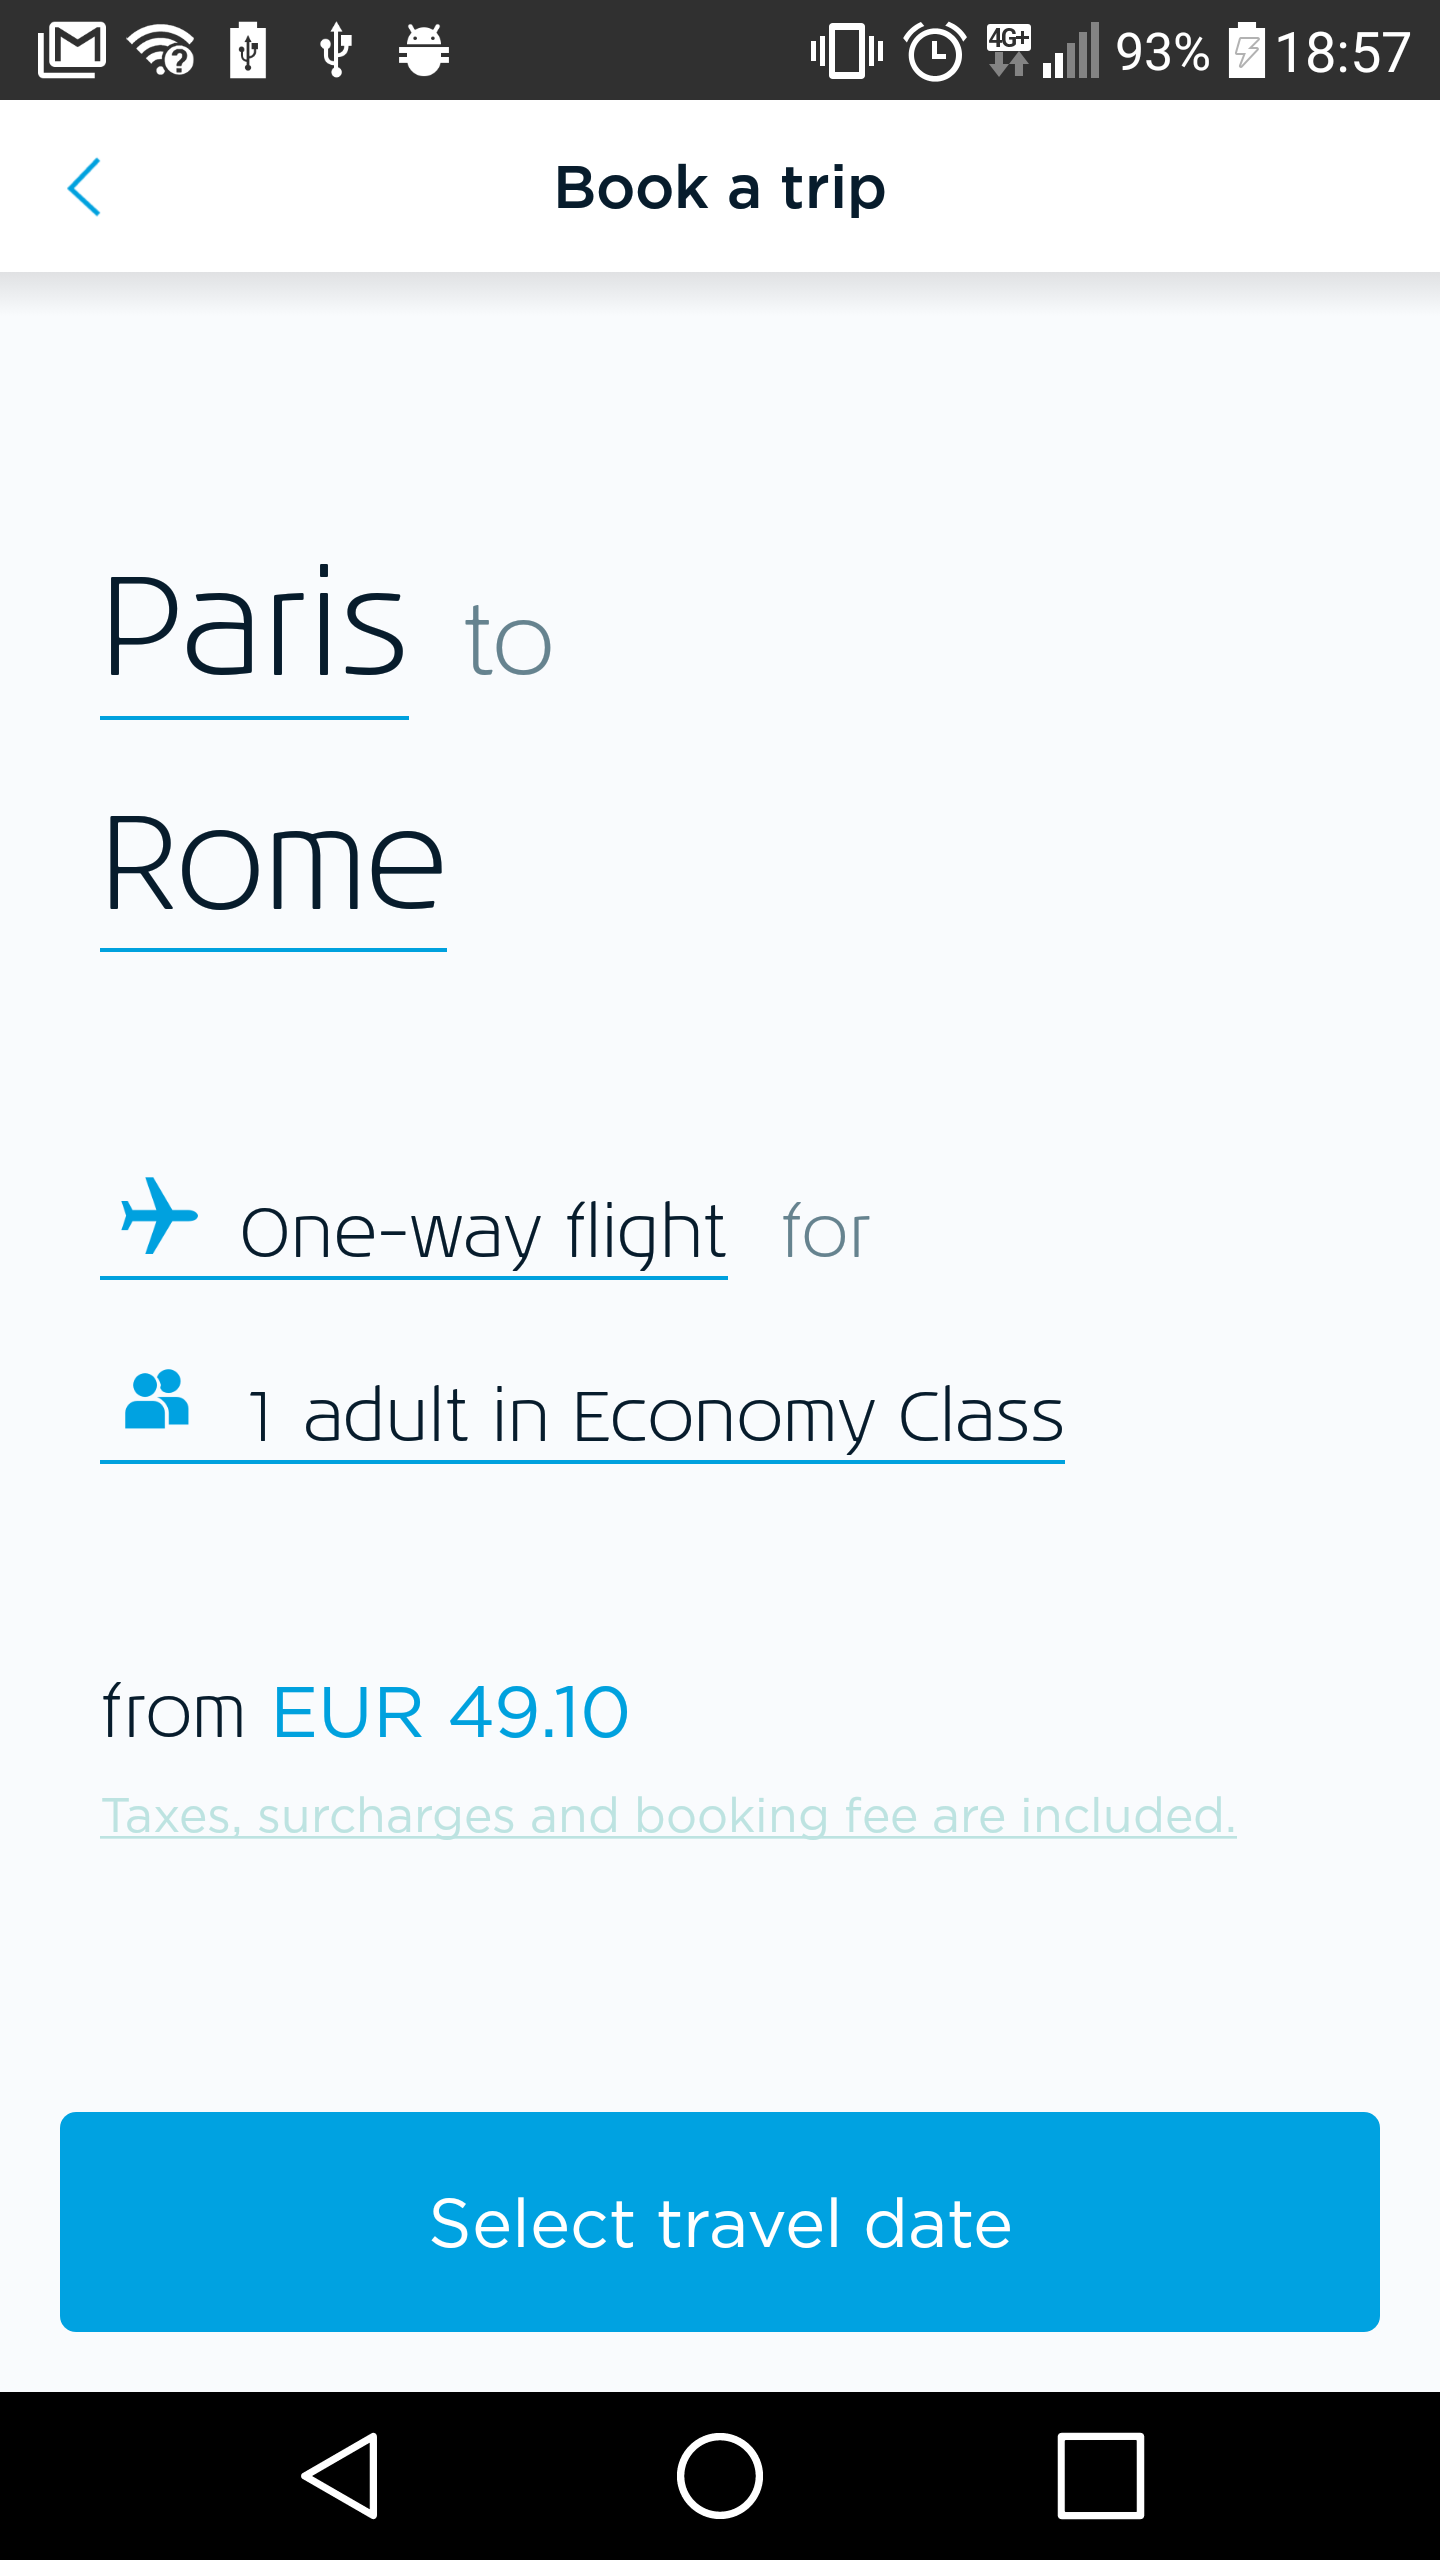 4G+ 93% 18:57
Book a trip
Paris to
Rome
One-way flight for
1 adult in Economy Class
from EUR 49.10
Taxes, surcharges and booking fee are included.
Select travel date